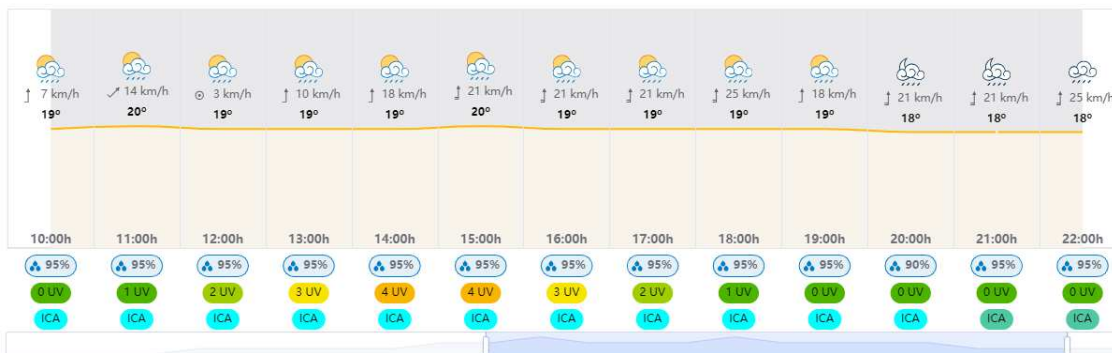 7 km/h 14 km/h 3 km/h 10 km/h 18 km/h 21 km/h 21 km/h 21 km/h 25 km/h 18 km/h 21 km/h 21 km/h 25 km/h
19º 20º 19º 19º 19º 20º 19º 19º 19º 19º 18º 18º 18º
10:00h 11:00h 12:00h 13:00h 14:00h 15:00h 16:00h 17:00h 18:00h 19:00h 20:00h 21:00h 22:00h
95% 95% 95% 95% 95% 95% 95% 95% 95% 95% 90% 95% 95%
0 UV 1 UV 2 UV 3 UV 4 UV 4 UV 3 UV 2 UV 1 UV 0 UV 0 UV 0 UV 0 UV
ICA ICA ICA ICA ICA ICA ICA ICA ICA ICA ICA ICA ICA